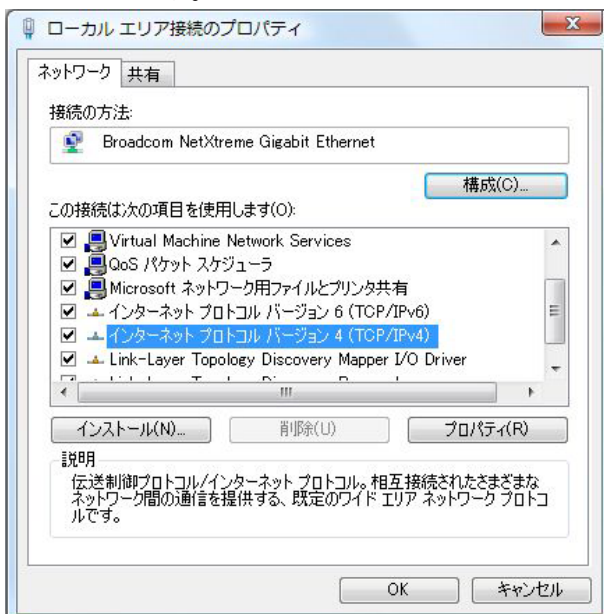 ローカル エリア接続のプロパティ
ネットワーク 共有
接続の方法:
Broadcom NetXtreme Gigabit Ethernet
構成(C)...
この接続は次の項目を使用します(O):
Virtual Machine Network Services
QoS パケット スケジューラ
Microsoft ネットワーク用ファイルとプリンタ共有
インターネット プロトコル バージョン 6 (TCP/IPv6)
インターネット プロトコル バージョン 4 (TCP/IPv4)
Link-Layer Topology Discovery Mapper I/O Driver
インストール(N)... 削除(U) プロパティ(R)
説明
伝送制御プロトコル/インターネット プロトコル。相互接続されたさまざまな
ネットワーク間の通信を提供する、既定のワイド エリア ネットワーク プロトコ
ルです。
OK キャンセル